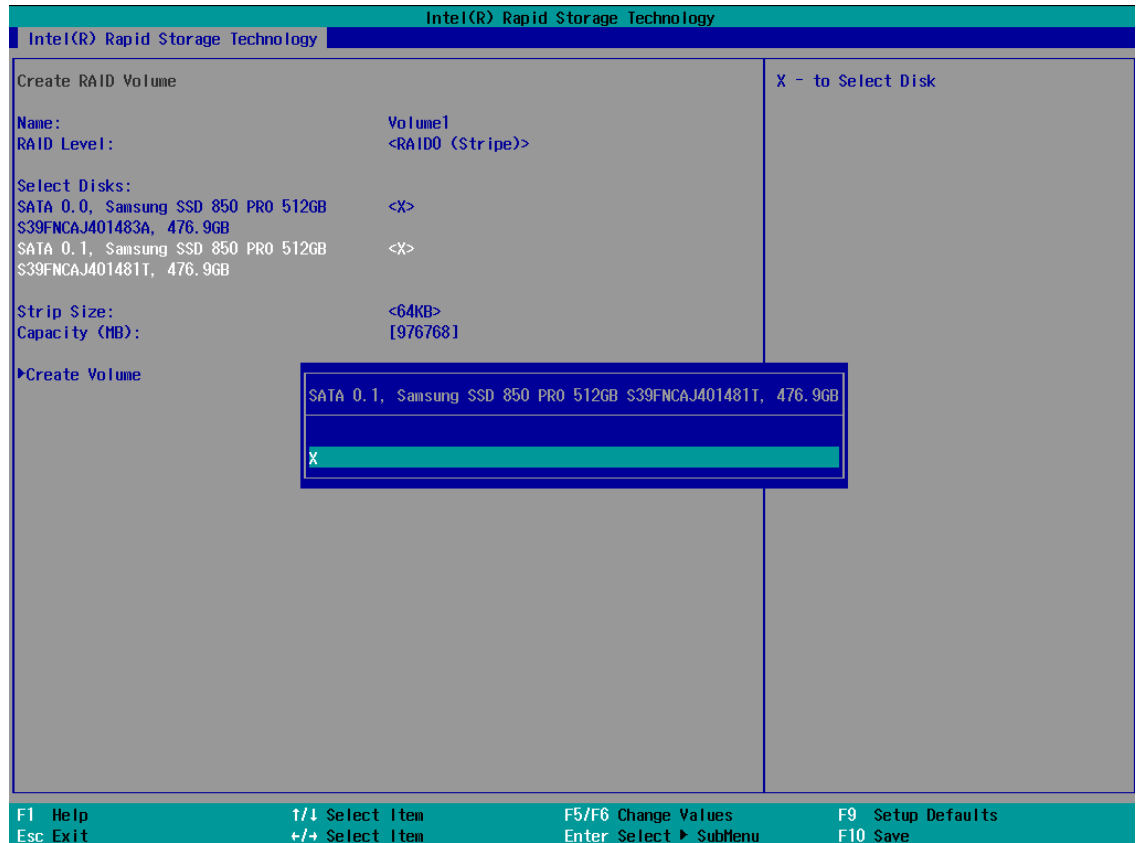 Intel(R) Rapid Storage Technology
Intel(R) Rapid Storage Technology
Create RAID Volume
X - to Select Disk
Name: Volume1
RAID Level: <RAID0 (Stripe)>
Select Disks:
SATA 0.0, Samsung SSD 850 PRO 512GB <X>
S39FNCAJ401483A, 476.9GB
SATA 0.1, Samsung SSD 850 PRO 512GB <X>
S39FNCAJ401481T, 476.9GB
Strip Size: <64KB>
Capacity (MB): [976768]
▶Create Volume
SATA 0.1, Samsung SSD 850 PRO 512GB S39FNCAJ401481T, 476.9GB
X
F1 Help ↑/↓ Select Item F5/F6 Change Values F9 Setup Defaults
Esc Exit ←/→ Select Item Enter Select ▶ SubMenu F10 Save